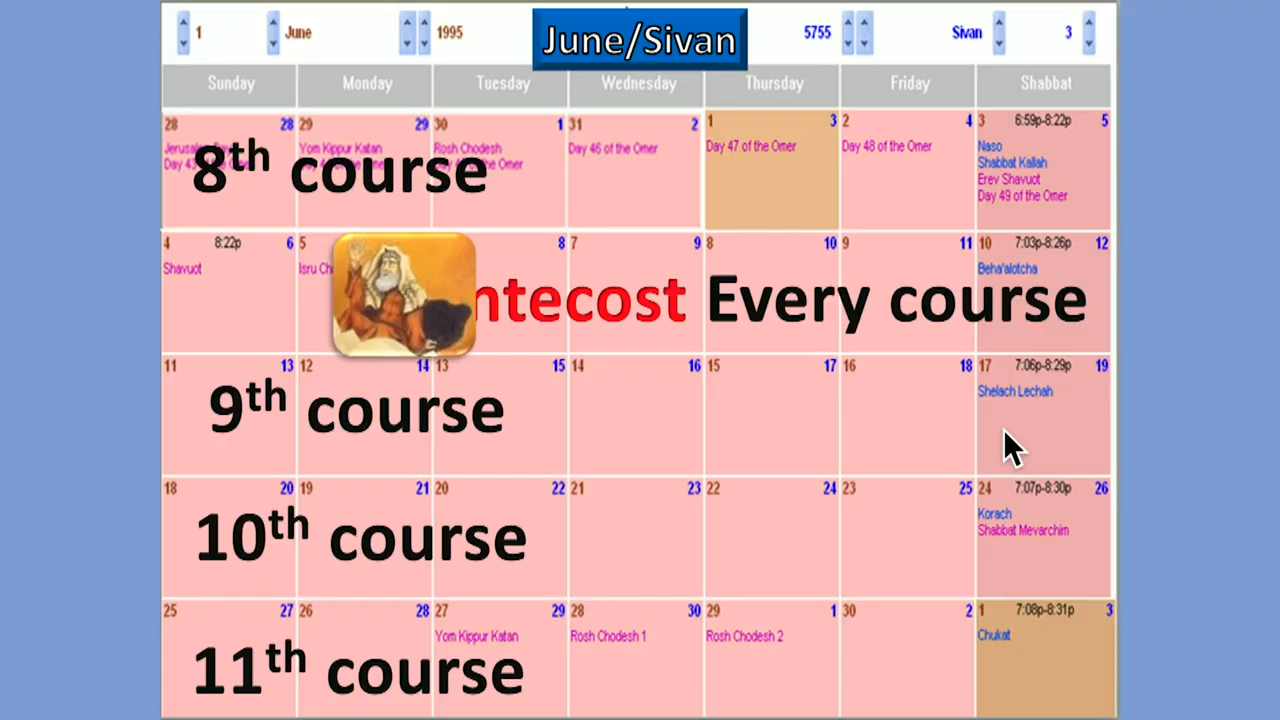 1 June 1995 June/Sivan 5755 Sivan 3
Sunday Monday Tuesday Wednesday Thursday Friday Shabbat
28 28 29 29 30 1 31 2 1 3 2 4 3 6:59p-8:22p 5
Yom Kippur Katan Rosh Chodesh Day 46 of the Omer Day 47 of the Omer Day 48 of the Omer Naso
Shabbat Kallah
Erev Shavuot
Day 49 of the Omer
8th course
4 8:22p 6 5 8 7 9 8 10 9 11 10 7:03p-8:26p 12
Shavuot Isru Beha'alotcha
ntecost Every course
11 13 12 14 13 15 14 16 15 17 16 18 17 7:06p-8:29p 19
Shelach Lechah
9th course
18 20 19 21 20 22 21 23 22 24 23 25 24 7:07p-8:30p 26
Korach
Shabbat Mevarchim
10th course
25 27 26 28 27 29 28 30 29 1 30 2 1 7:08p-8:31p 3
Yom Kippur Katan Rosh Chodesh 1 Rosh Chodesh 2 Chukat
11th course